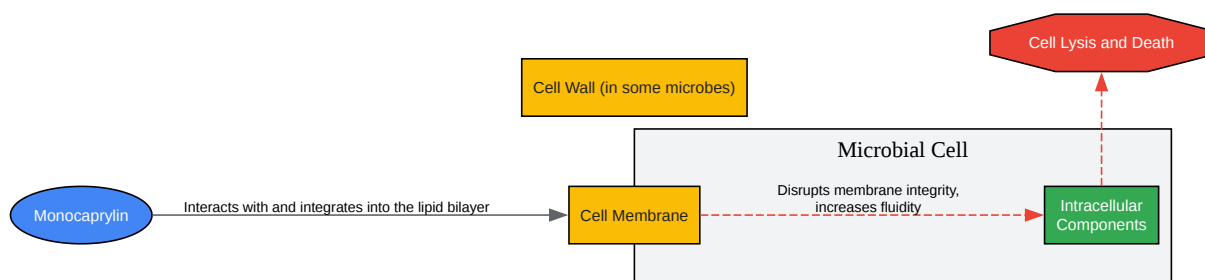 Cell Lysis and Death
Cell Wall (in some microbes)
Microbial Cell
Monocaprylin
Interacts with and integrates into the lipid bilayer
Cell Membrane
Disrupts membrane integrity,
increases fluidity
Intracellular
Components